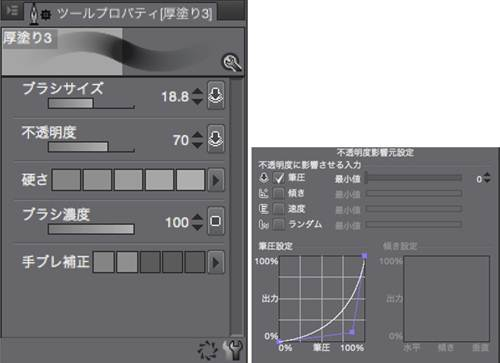 ツールプロパティ[厚塗り3]
厚塗り3
ブラシサイズ 18.8
不透明度 70
硬さ
ブラシ濃度 100
手ブレ補正
不透明度影響元設定
不透明度に影響させる入力
筆圧 最小値 0
傾き 最小値
速度 最小値
ランダム 最小値
筆圧設定 傾き設定
100% 100%
出力 出力
0% 0%
0% 筆圧 100% 水平 傾き 垂直